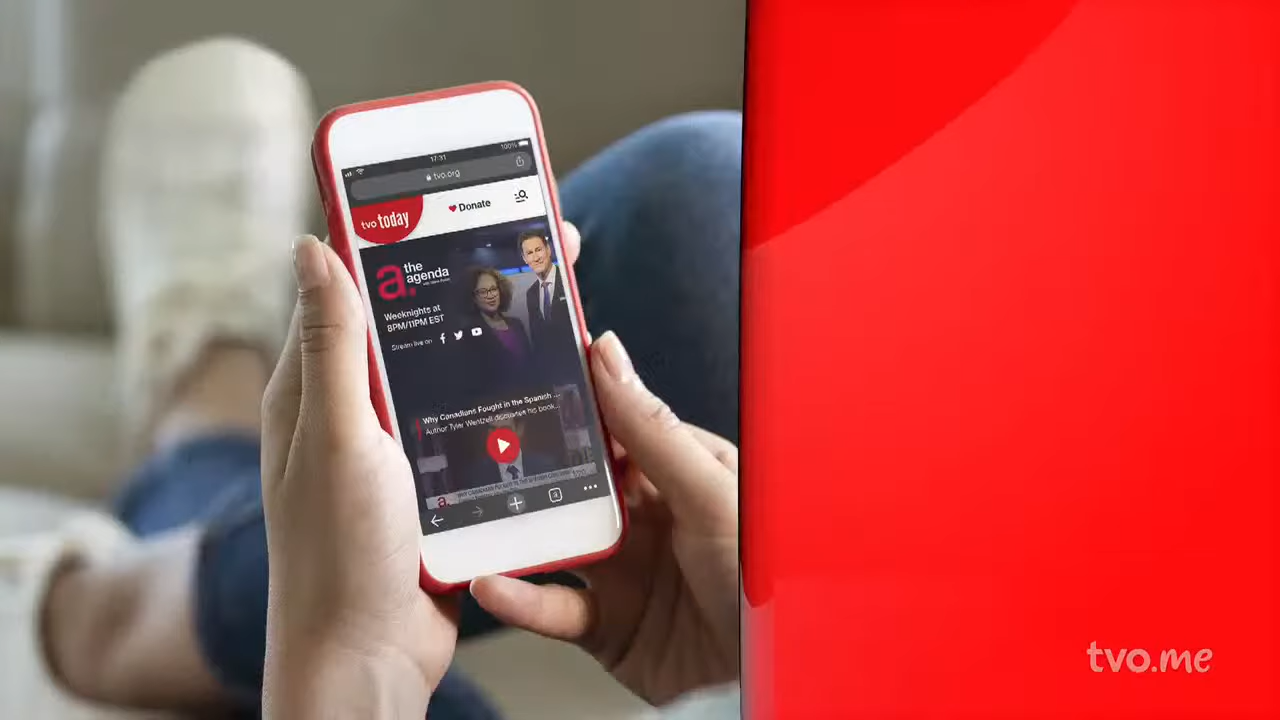 17:31
100%
tvo.org
tvo today
Donate
a. the agenda
Weeknights at
8PM/11PM EST
Stream live on
Why Canadians Fought in the Spanish ...
Author Tyler Wentzell discusses his book...
a.
tvo.me